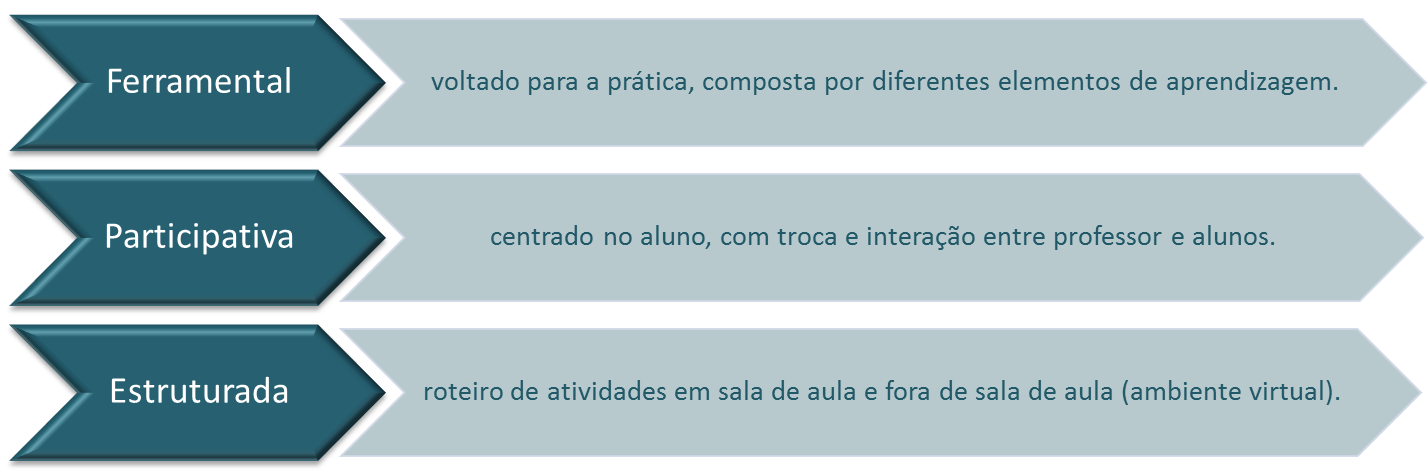 Ferramental
voltado para a prática, composta por diferentes elementos de aprendizagem.
Participativa
centrado no aluno, com troca e interação entre professor e alunos.
Estruturada
roteiro de atividades em sala de aula e fora de sala de aula (ambiente virtual).